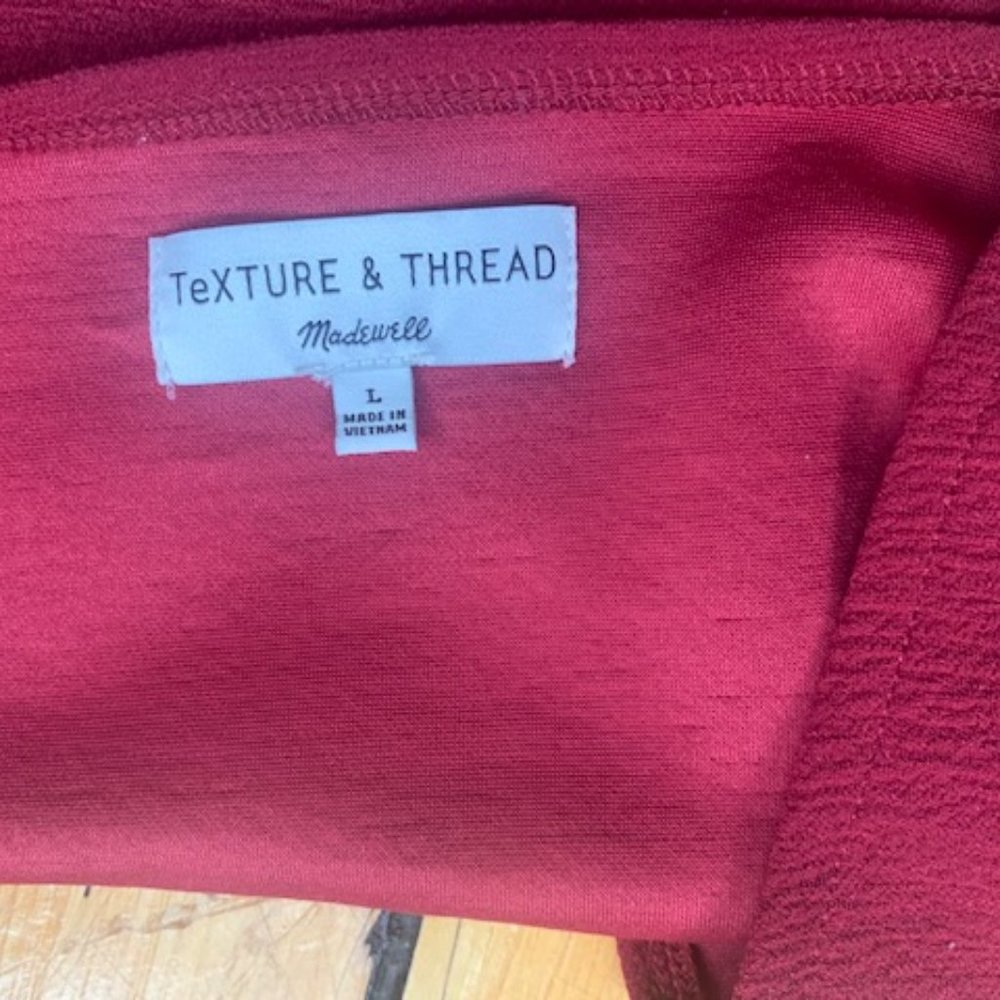 TeXTURE & THREAD
Madewell
L
MADE IN
VIETNAM